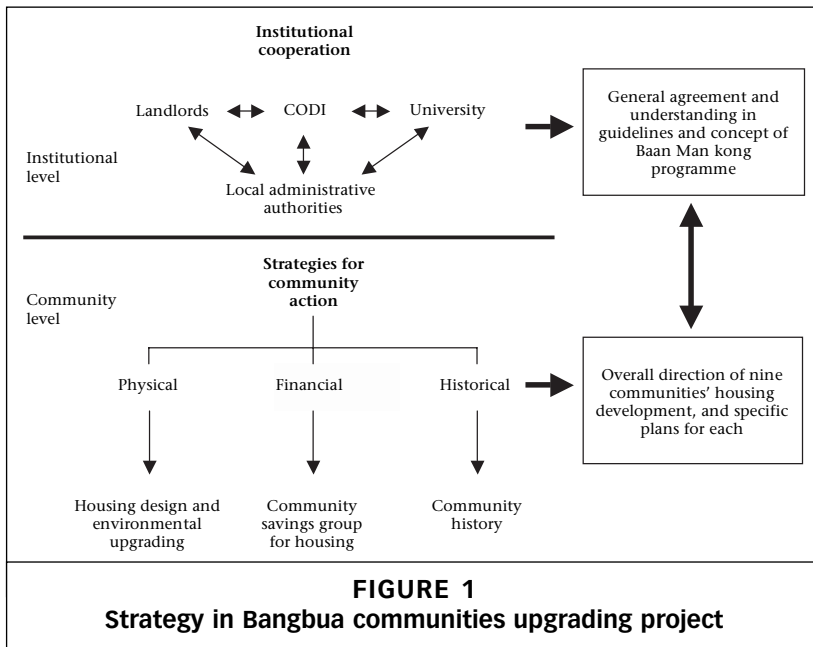 Institutional
cooperation
Landlords
CODI
University
Institutional
level
Local administrative
authorities
General agreement and
understanding in
guidelines and concept of
Baan Man kong
programme
Strategies for
community
action
Community
level
Physical
Financial
Historical
Overall direction of nine
communities' housing
development, and specific
plans for each
Housing design and
environmental
upgrading
Community
savings group
for housing
Community
history
FIGURE 1
Strategy in Bangbua communities upgrading project